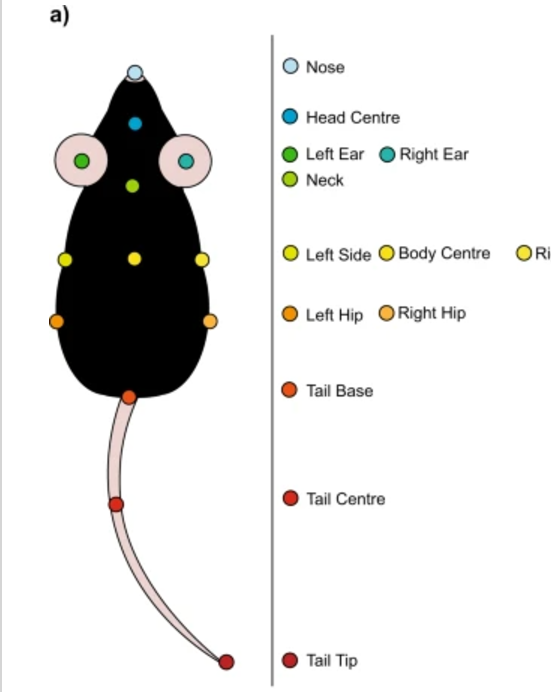 a)
Nose
Head Centre
Left Ear Right Ear
Neck
Left Side Body Centre
Left Hip Right Hip
Tail Base
Tail Centre
Tail Tip